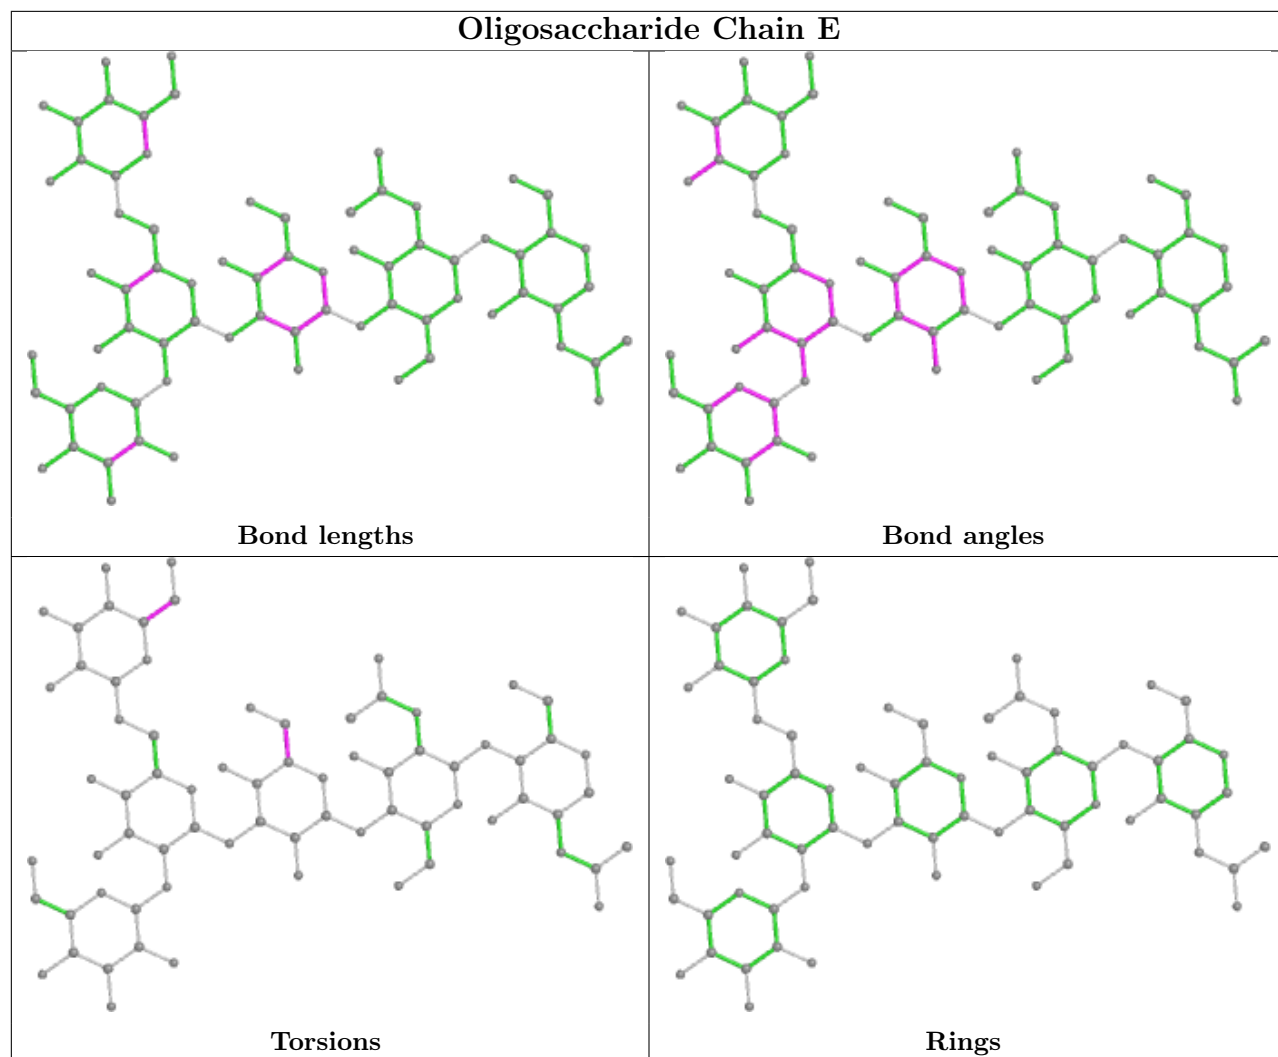 Oligosaccharide Chain E
Bond lengths
Bond angles
Torsions
Rings